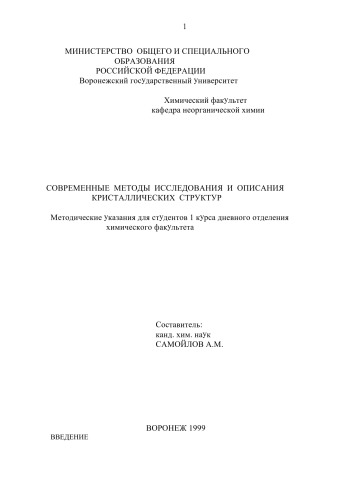 1
МИНИСТЕРСТВО ОБЩЕГО И СПЕЦИАЛЬНОГО
ОБРАЗОВАНИЯ
РОССИЙСКОЙ ФЕДЕРАЦИИ
Воронежский государственный университет
Химический факультет
кафедра неорганической химии
СОВРЕМЕННЫЕ МЕТОДЫ ИССЛЕДОВАНИЯ И ОПИСАНИЯ
КРИСТАЛЛИЧЕСКИХ СТРУКТУР
Методические указания для студентов 1 курса дневного отделения
химического факультета
Составитель:
канд. хим. наук
САМОЙЛОВ А.М.
ВОРОНЕЖ 1999
ВВЕДЕНИЕ